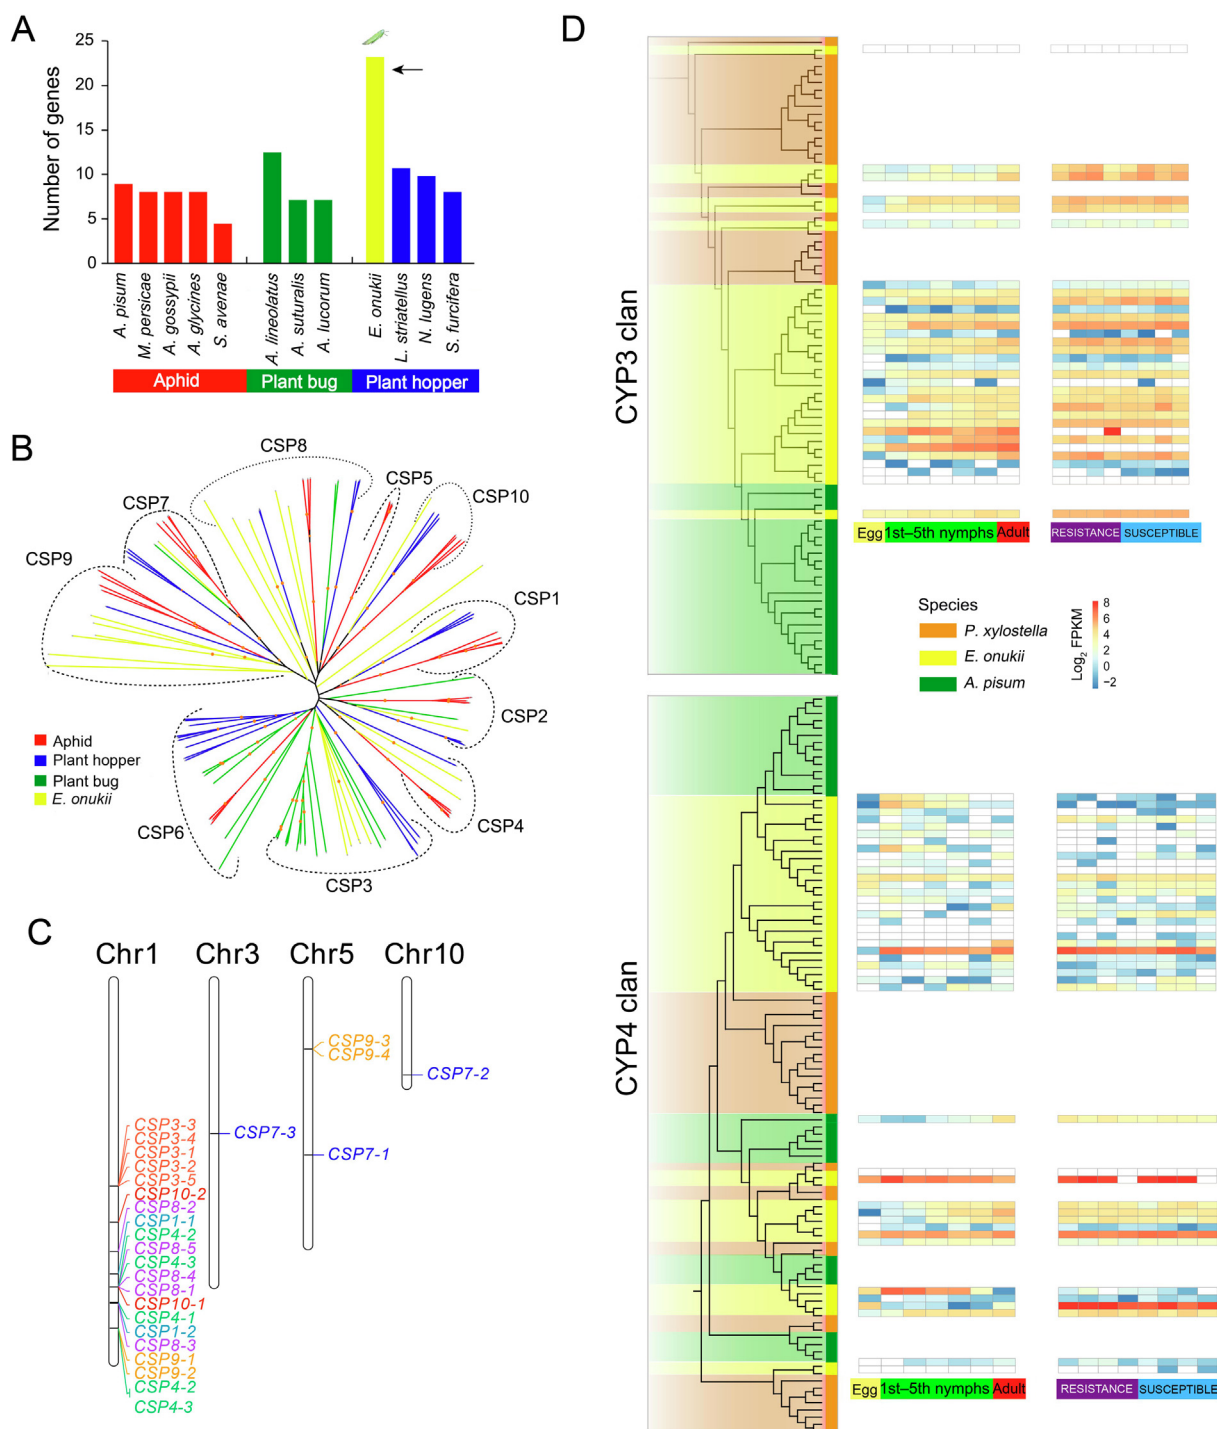 A
25
20
15
10
5
0
Number of genes
A. pisum
M. persicae
A. gossypii
A. glycines
S. avenae
A. lineolatus
A. suturalis
A. lucorum
E. onukii
L. striatellus
N. lugens
S. furcifera
Aphid
Plant bug
Plant hopper
B
CSP8
CSP5
CSP10
CSP7
CSP9
CSP1
CSP2
CSP4
CSP3
CSP6
Aphid
Plant hopper
Plant bug
E. onukii
C
Chr1
Chr3
Chr5
Chr10
CSP3-3
CSP3-4
CSP3-1
CSP3-2
CSP3-5
CSP10-2
CSP8-2
CSP1-1
CSP4-2
CSP8-5
CSP4-3
CSP8-4
CSP8-1
CSP10-1
CSP4-1
CSP1-2
CSP8-3
CSP9-1
CSP9-2
CSP4-2
CSP4-3
CSP7-3
CSP9-3
CSP9-4
CSP7-1
CSP7-2
D
CYP3 clan
Egg 1st–5th nymphs Adult
RESISTANCE SUSCEPTIBLE
Species
P. xylostella
E. onukii
A. pisum
Log2 FPKM
8
6
4
2
0
−2
CYP4 clan
Egg 1st–5th nymphs Adult
RESISTANCE SUSCEPTIBLE